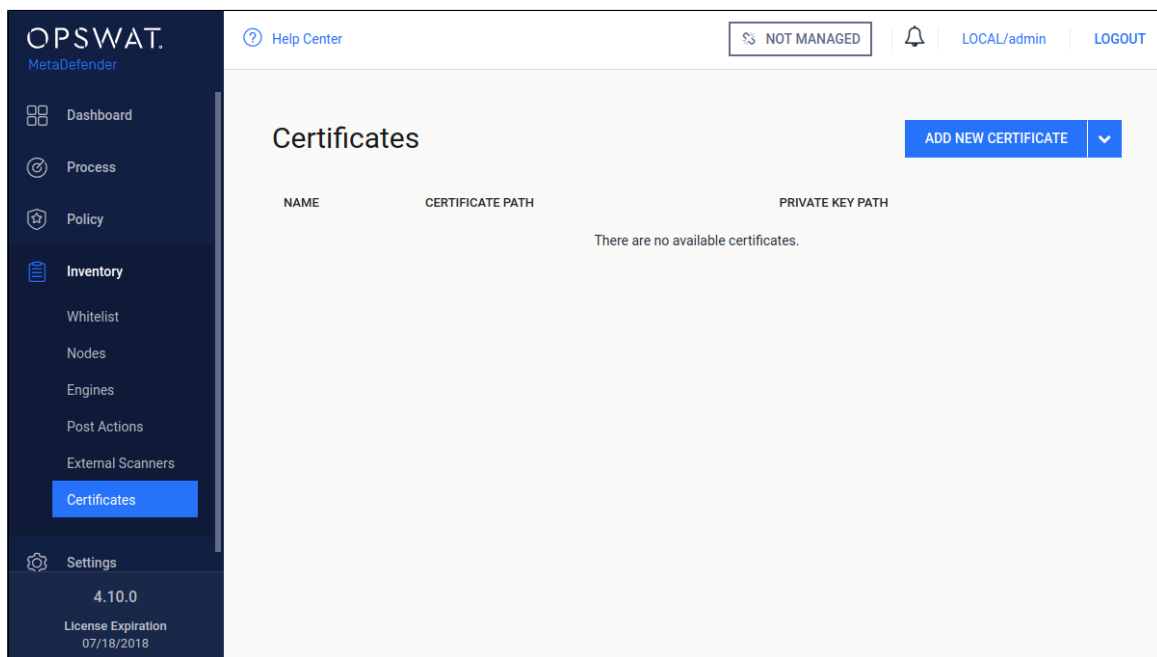 OPSWAT.
MetaDefender
Dashboard
Process
Policy
Inventory
Whitelist
Nodes
Engines
Post Actions
External Scanners
Certificates
Settings
4.10.0
License Expiration
07/18/2018
Help Center
NOT MANAGED
LOCAL/admin
LOGOUT
Certificates
ADD NEW CERTIFICATE
NAME CERTIFICATE PATH PRIVATE KEY PATH
There are no available certificates.